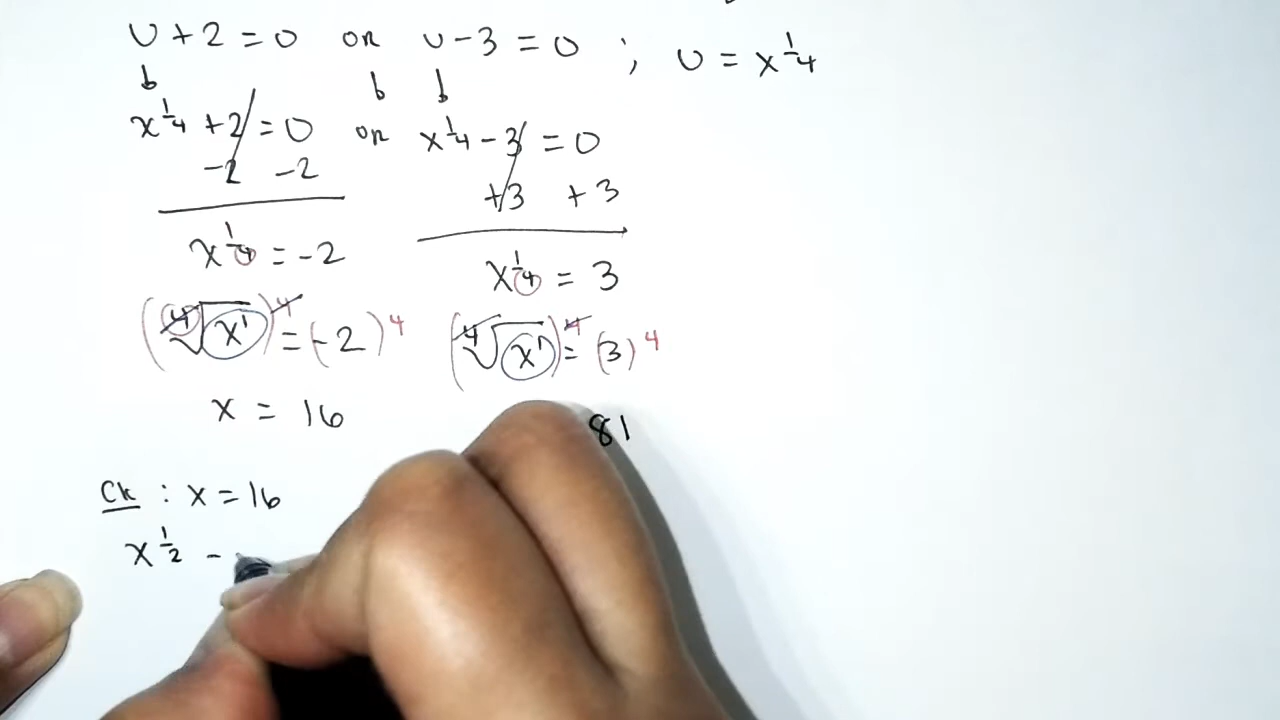 U + 2 = 0 or U - 3 = 0 ; U = x^1/4
x^1/4 + 2 = 0 or x^1/4 - 3 = 0
-2 -2 +3 +3
x^1/4 = -2 x^1/4 = 3
(⁴√x¹)⁴ = (-2)⁴ (⁴√x¹)⁴ = (3)⁴
x = 16 81
Ck : x = 16
x^1/2 -